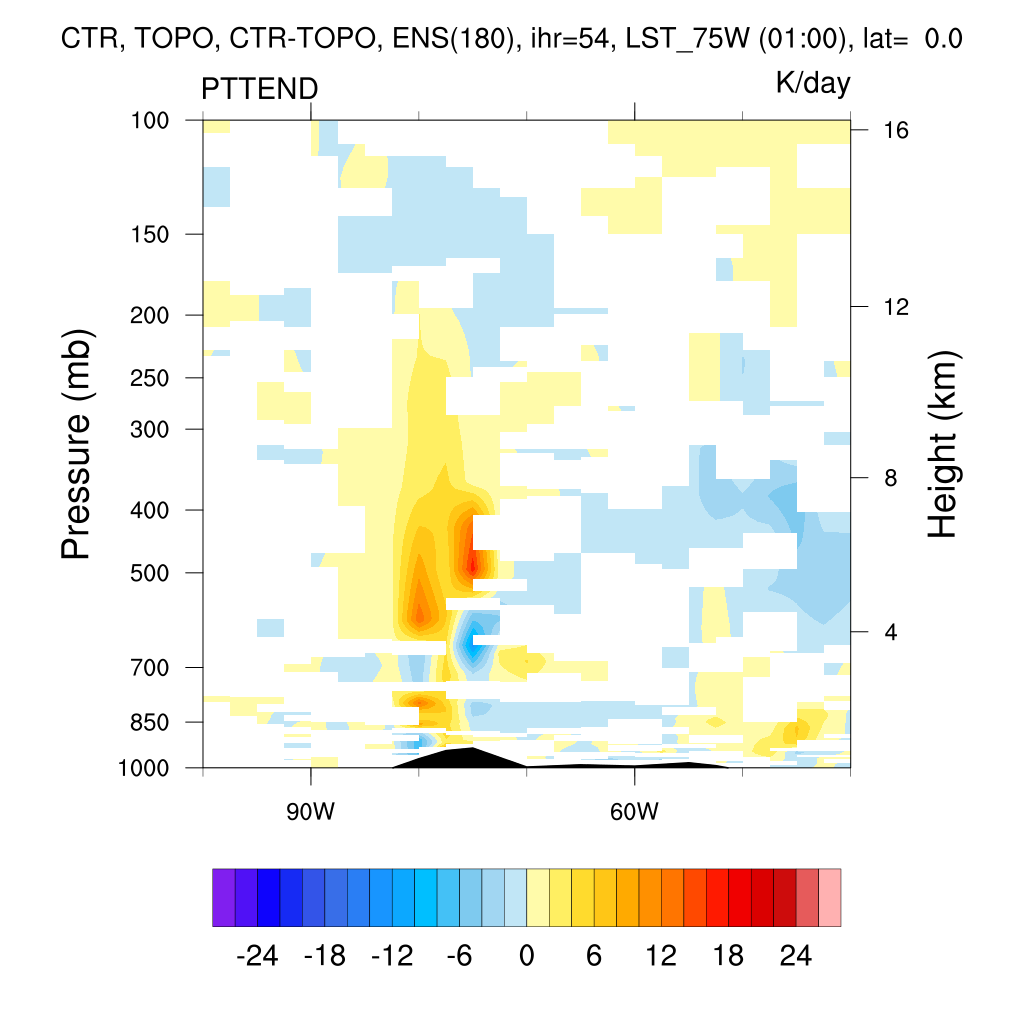 CTR, TOPO, CTR-TOPO, ENS(180), ihr=54, LST_75W (01:00), lat=  0.0
PTTEND
K/day
100
150
200
250
300
400
500
700
850
1000
Pressure (mb)
16
12
8
4
Height (km)
90W
60W
-24 -18 -12 -6 0 6 12 18 24